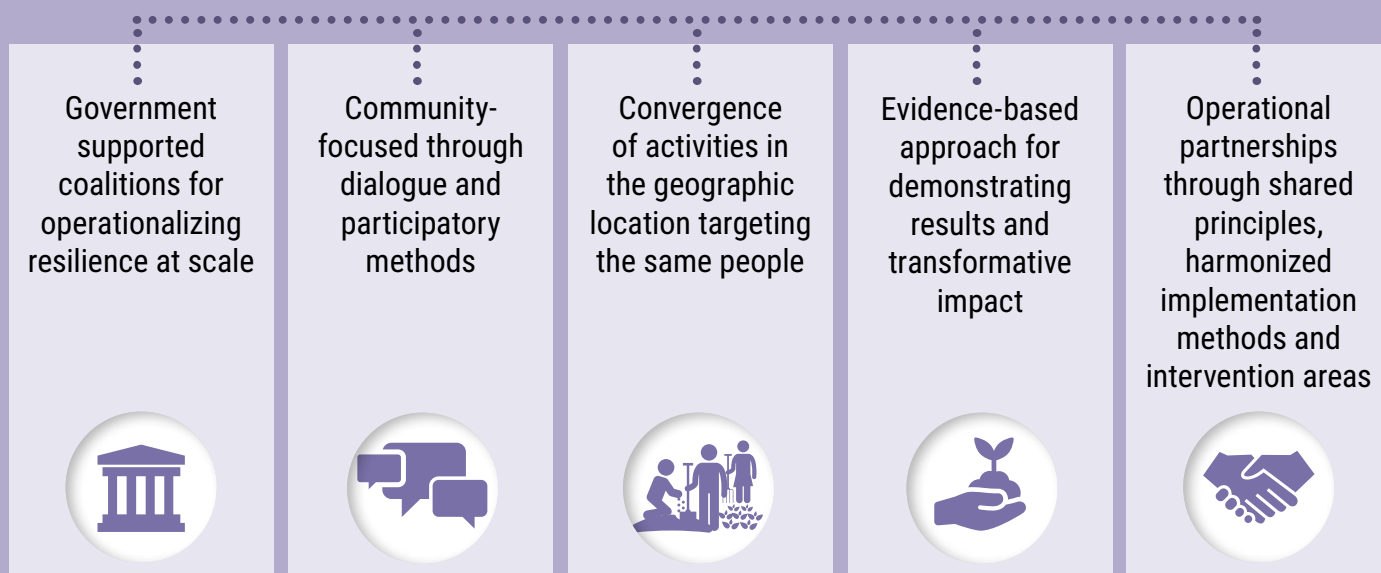 Government
supported
coalitions for
operationalizing
resilience at scale
Community-
focused through
dialogue and
participatory
methods
Convergence
of activities in
the geographic
location targeting
the same people
Evidence-based
approach for
demonstrating
results and
transformative
impact
Operational
partnerships
through shared
principles,
harmonized
implementation
methods and
intervention areas